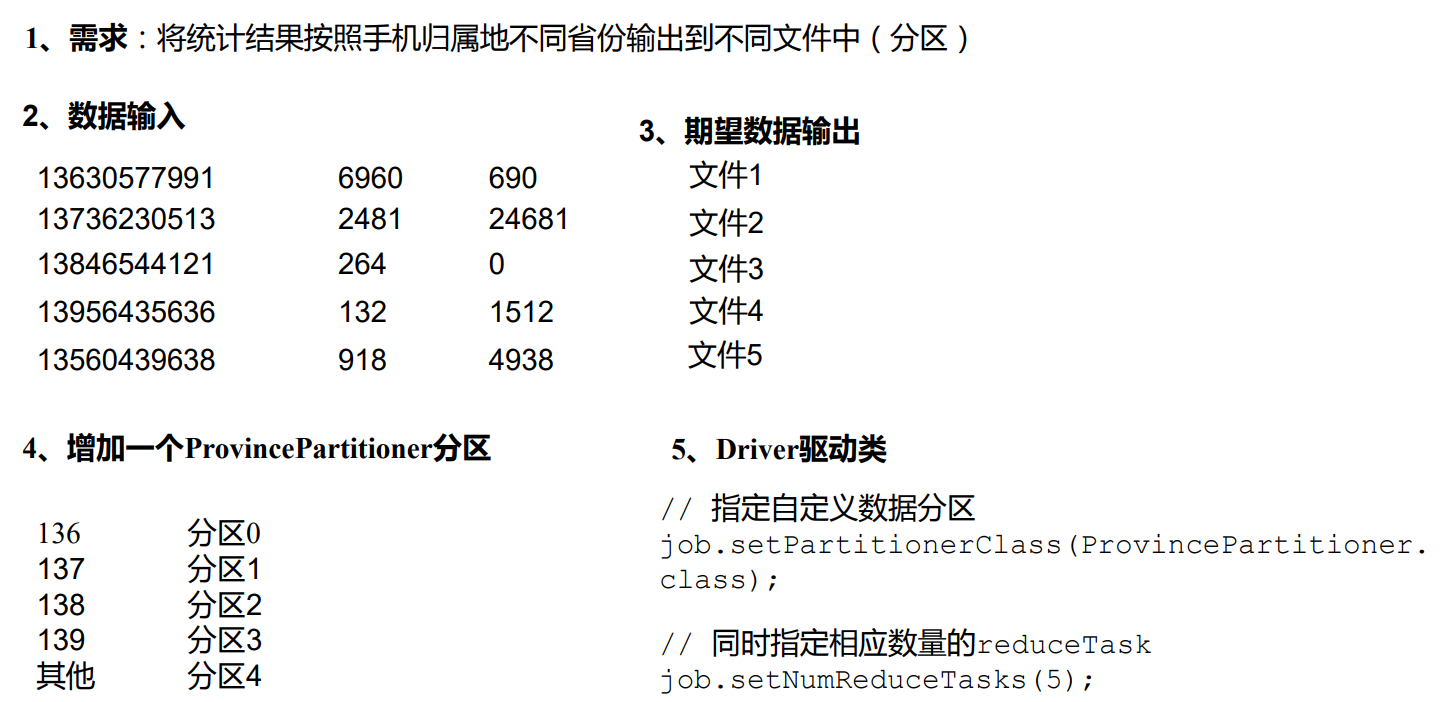 1、需求：将统计结果按照手机归属地不同省份输出到不同文件中（分区）
2、数据输入
13630577991 6960 690
13736230513 2481 24681
13846544121 264 0
13956435636 132 1512
13560439638 918 4938
3、期望数据输出
文件1
文件2
文件3
文件4
文件5
4、增加一个ProvincePartitioner分区
136 分区0
137 分区1
138 分区2
139 分区3
其他 分区4
5、Driver驱动类
// 指定自定义数据分区
job.setPartitionerClass(ProvincePartitioner.
class);
// 同时指定相应数量的reduceTask
job.setNumReduceTasks(5);